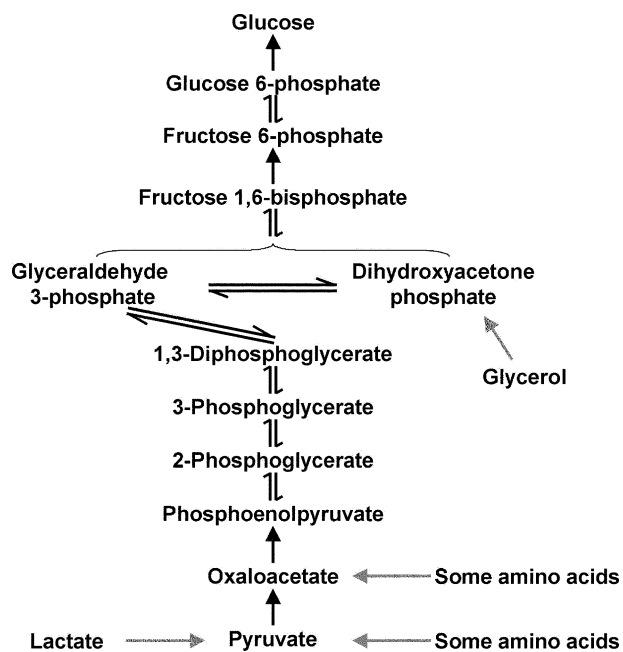 Glucose
Glucose 6-phosphate
Fructose 6-phosphate
Fructose 1,6-bisphosphate
Glyceraldehyde
3-phosphate
Dihydroxyacetone
phosphate
1,3-Diphosphoglycerate
Glycerol
3-Phosphoglycerate
2-Phosphoglycerate
Phosphoenolpyruvate
Oxaloacetate
Some amino acids
Lactate
Pyruvate
Some amino acids